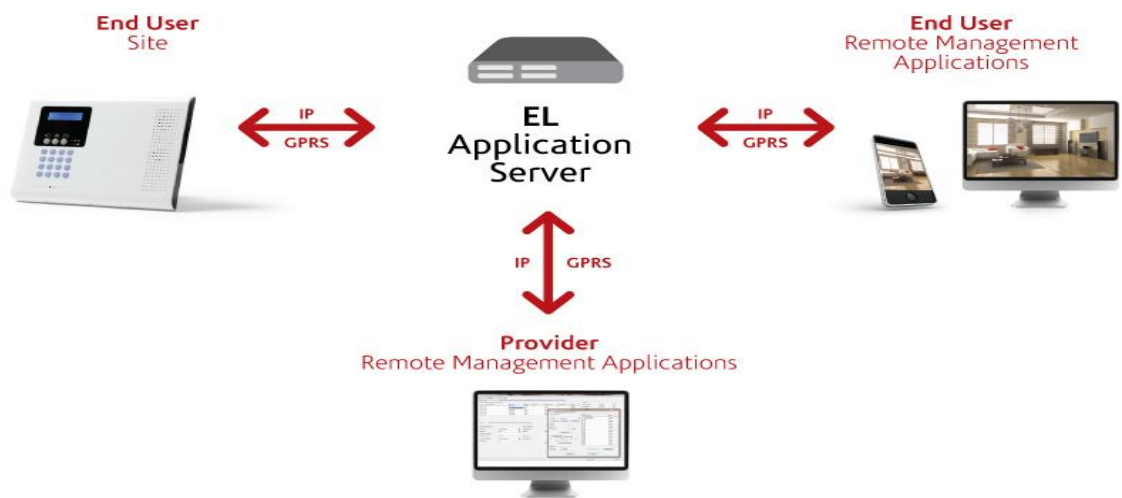 End User
Site
EL
Application
Server
End User
Remote Management
Applications
IP
GPRS
IP
GPRS
IP GPRS
Provider
Remote Management Applications